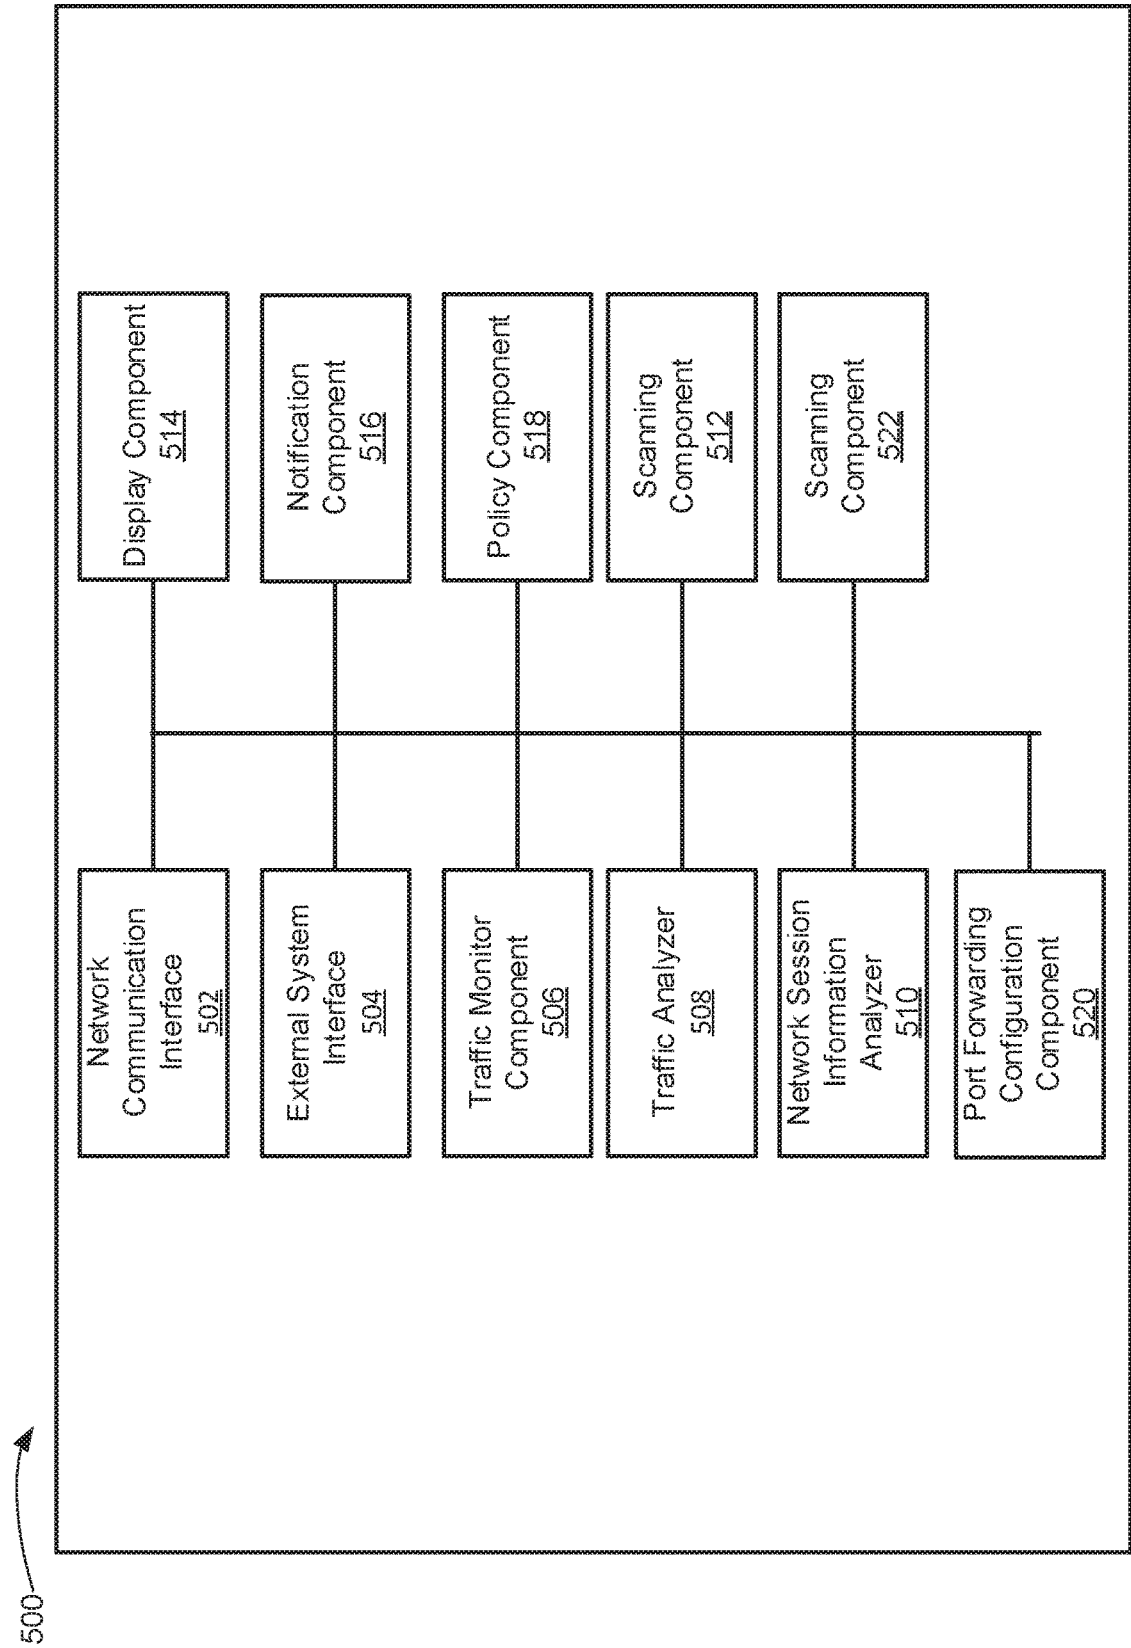 500
Network
Communication
Interface
502
External System
Interface
504
Traffic Monitor
Component
506
Traffic Analyzer
508
Network Session
Information
Analyzer
510
Port Forwarding
Configuration
Component
520
Display Component
514
Notification
Component
516
Policy Component
518
Scanning
Component
512
Scanning
Component
522